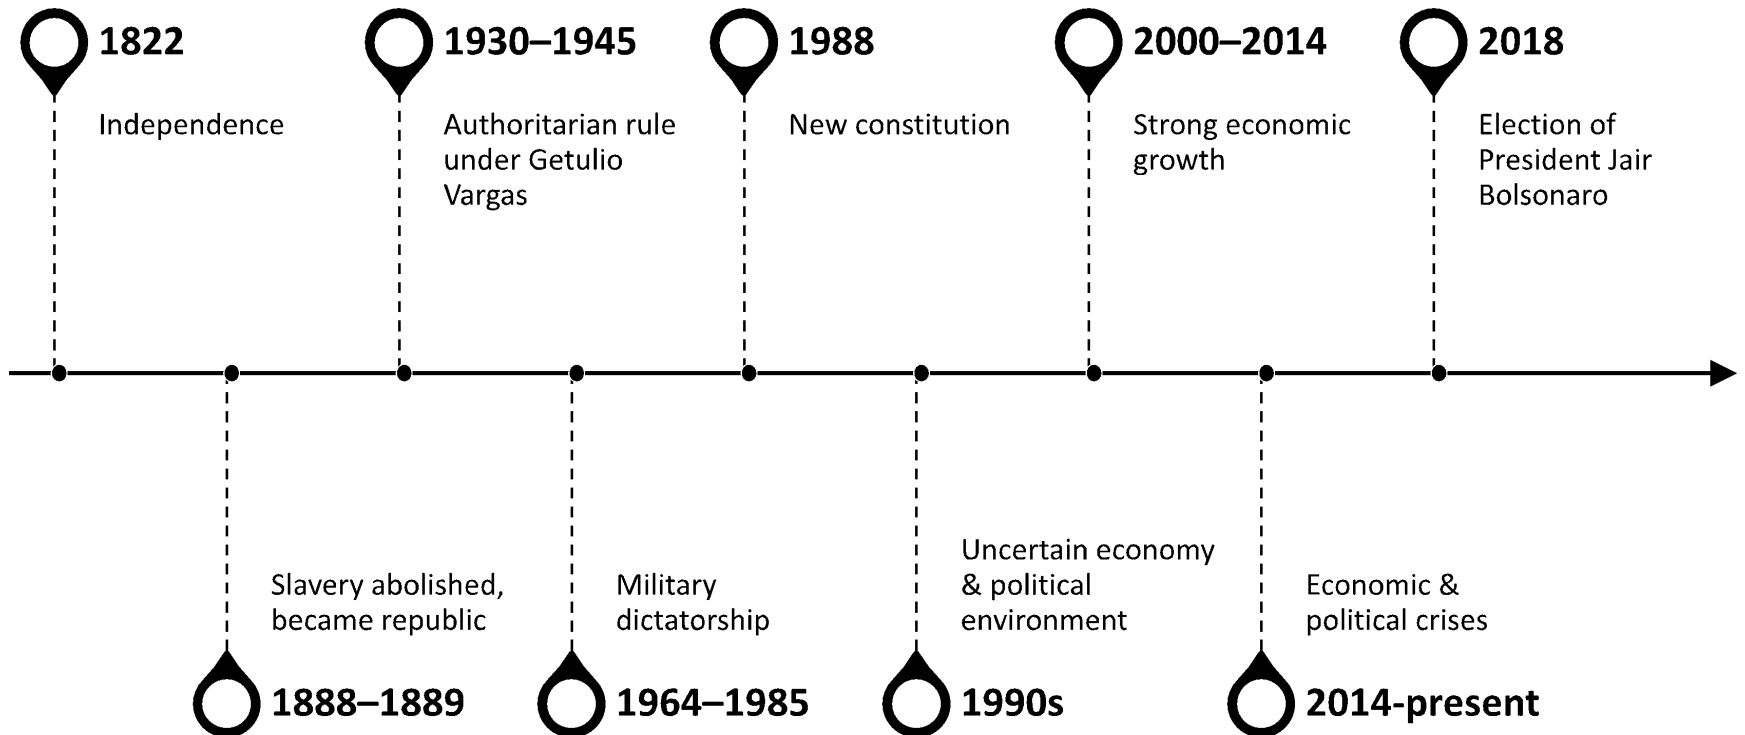 1822
Independence
1888–1889
Slavery abolished,
became republic
1930–1945
Authoritarian rule
under Getulio
Vargas
1964–1985
Military
dictatorship
1988
New constitution
1990s
Uncertain economy
& political
environment
2000–2014
Strong economic
growth
2014-present
Economic &
political crises
2018
Election of
President Jair
Bolsonaro